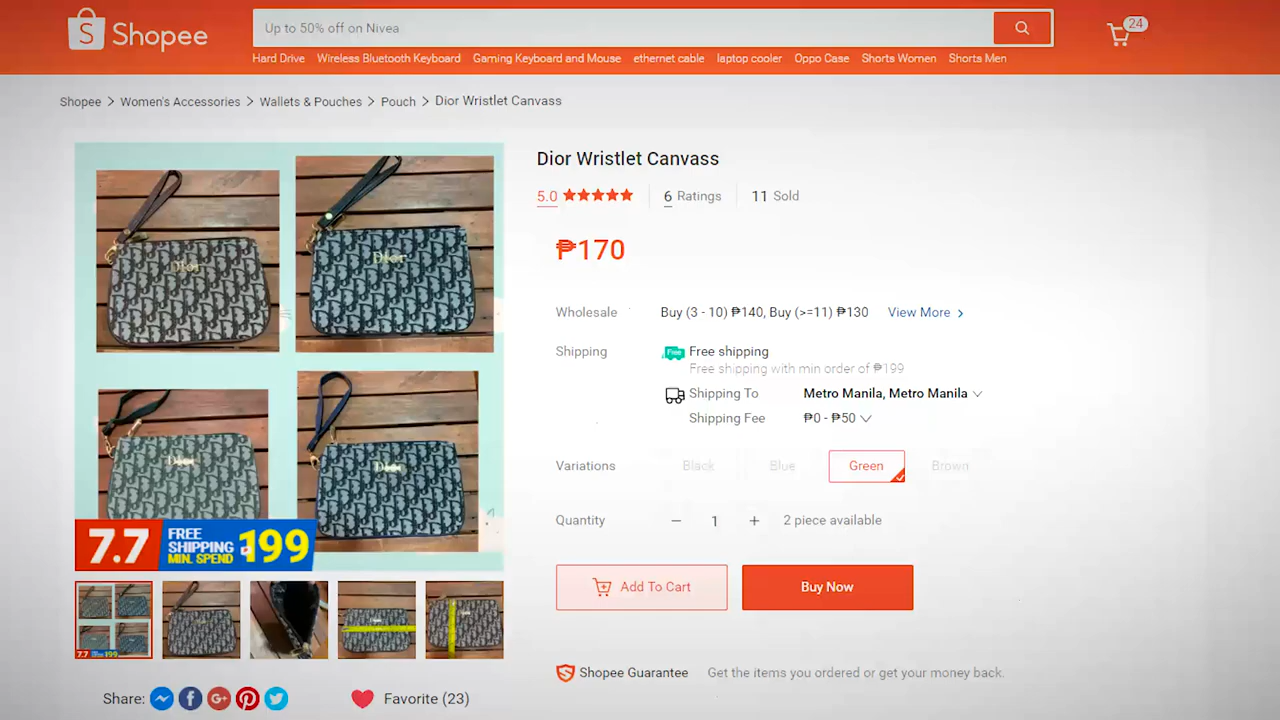 Shopee
Up to 50% off on Nivea
24
Hard Drive Wireless Bluetooth Keyboard Gaming Keyboard and Mouse ethernet cable laptop cooler Oppo Case Shorts Women Shorts Men
Shopee > Women's Accessories > Wallets & Pouches > Pouch > Dior Wristlet Canvass
Dior
Dior
Dior
Dior
7.7 FREE SHIPPING MIN. SPEND ₱199
Dior Wristlet Canvass
5.0 6 Ratings 11 Sold
₱170
Wholesale Buy (3 - 10) ₱140, Buy (>=11) ₱130 View More >
Shipping Free Free shipping
Free shipping with min order of ₱199
Shipping To Metro Manila, Metro Manila
Shipping Fee ₱0 - ₱50
Variations Black Blue Green Brown
Quantity − 1 + 2 piece available
Add To Cart Buy Now
Shopee Guarantee Get the items you ordered or get your money back.
Share: Favorite (23)